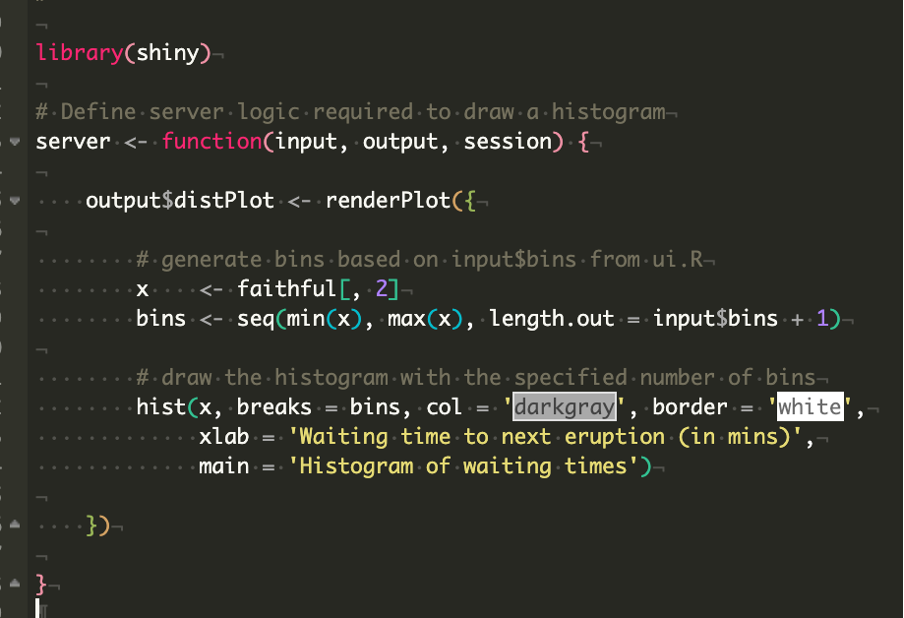 library(shiny)
# Define server logic required to draw a histogram
server <- function(input, output, session) {
output$distPlot <- renderPlot({
# generate bins based on input$bins from ui.R
x    <- faithful[, 2]
bins <- seq(min(x), max(x), length.out = input$bins + 1)
# draw the histogram with the specified number of bins
hist(x, breaks = bins, col = 'darkgray', border = 'white',
xlab = 'Waiting time to next eruption (in mins)',
main = 'Histogram of waiting times')
})
}